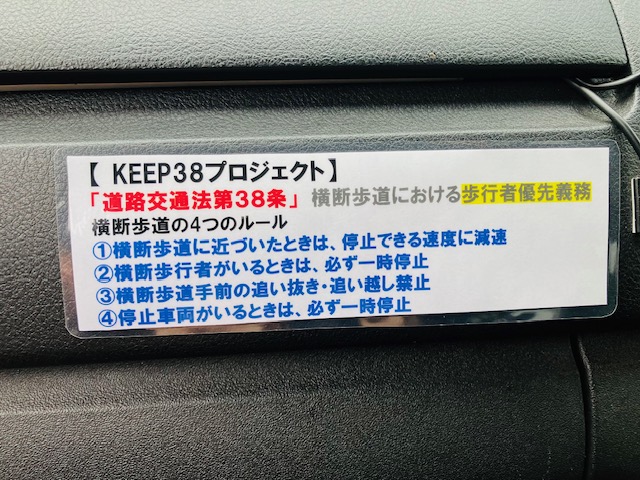 【 KEEP38プロジェクト】
「道路交通法第38条」 横断歩道における歩行者優先義務
横断歩道の4つのルール
①横断歩道に近づいたときは、停止できる速度に減速
②横断歩行者がいるときは、必ず一時停止
③横断歩道手前の追い抜き・追い越し禁止
④停止車両がいるときは、必ず一時停止